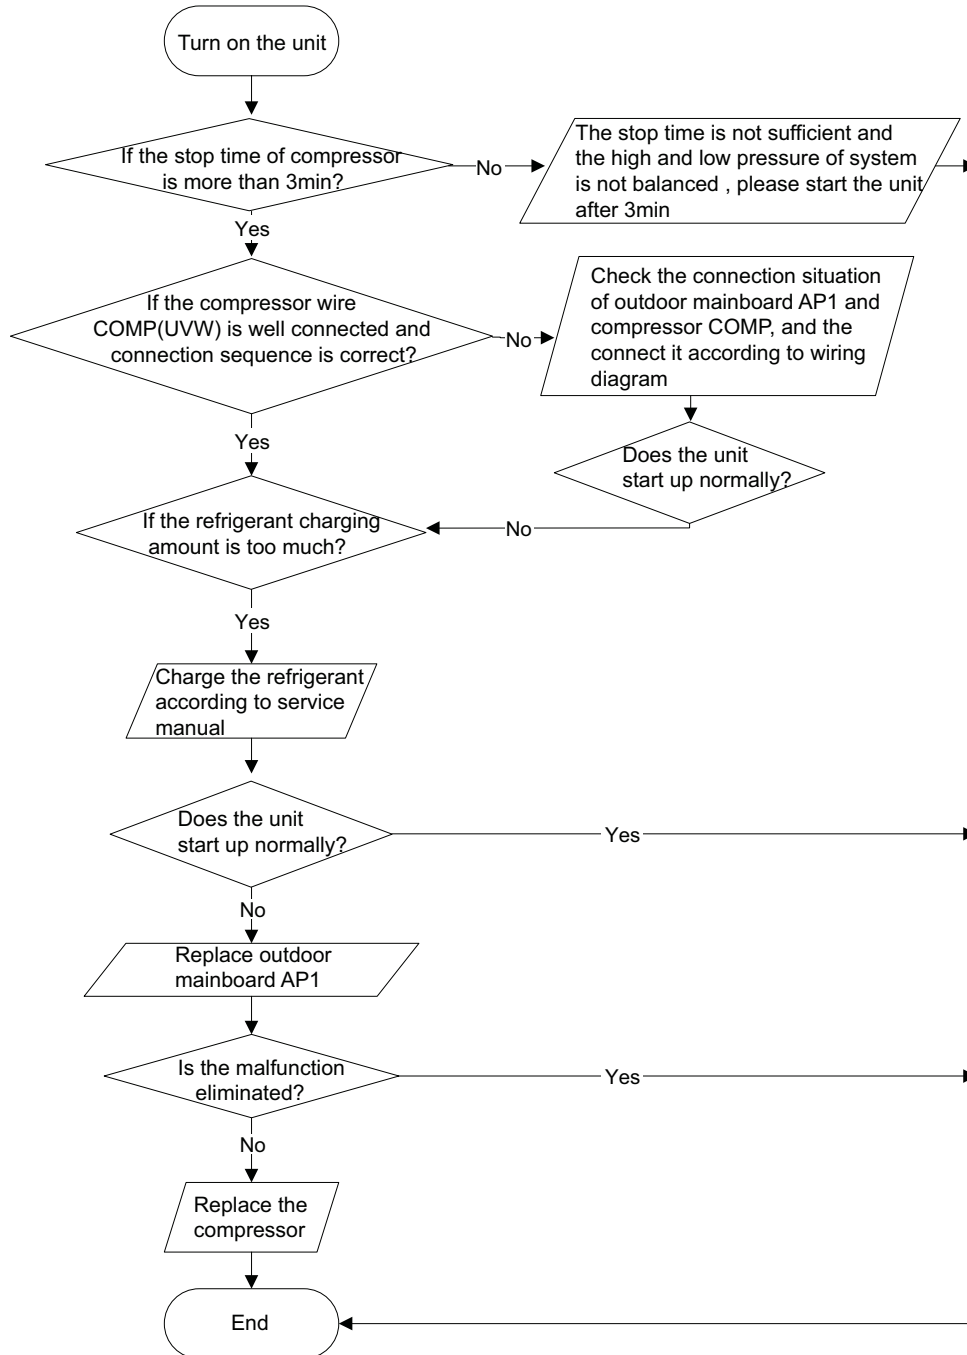 Turn on the unit
If the stop time of compressor
is more than 3min?
No
The stop time is not sufficient and
the high and low pressure of system
is not balanced , please start the unit
after 3min
Yes
If the compressor wire
COMP(UVW) is well connected and
connection sequence is correct?
No
Check the connection situation
of outdoor mainboard AP1 and
compressor COMP, and the
connect it according to wiring
diagram
Yes
Does the unit
start up normally?
No
If the refrigerant charging
amount is too much?
Yes
Charge the refrigerant
according to service
manual
Does the unit
start up normally?
Yes
No
Replace outdoor
mainboard AP1
Is the malfunction
eliminated?
Yes
No
Replace the
compressor
End